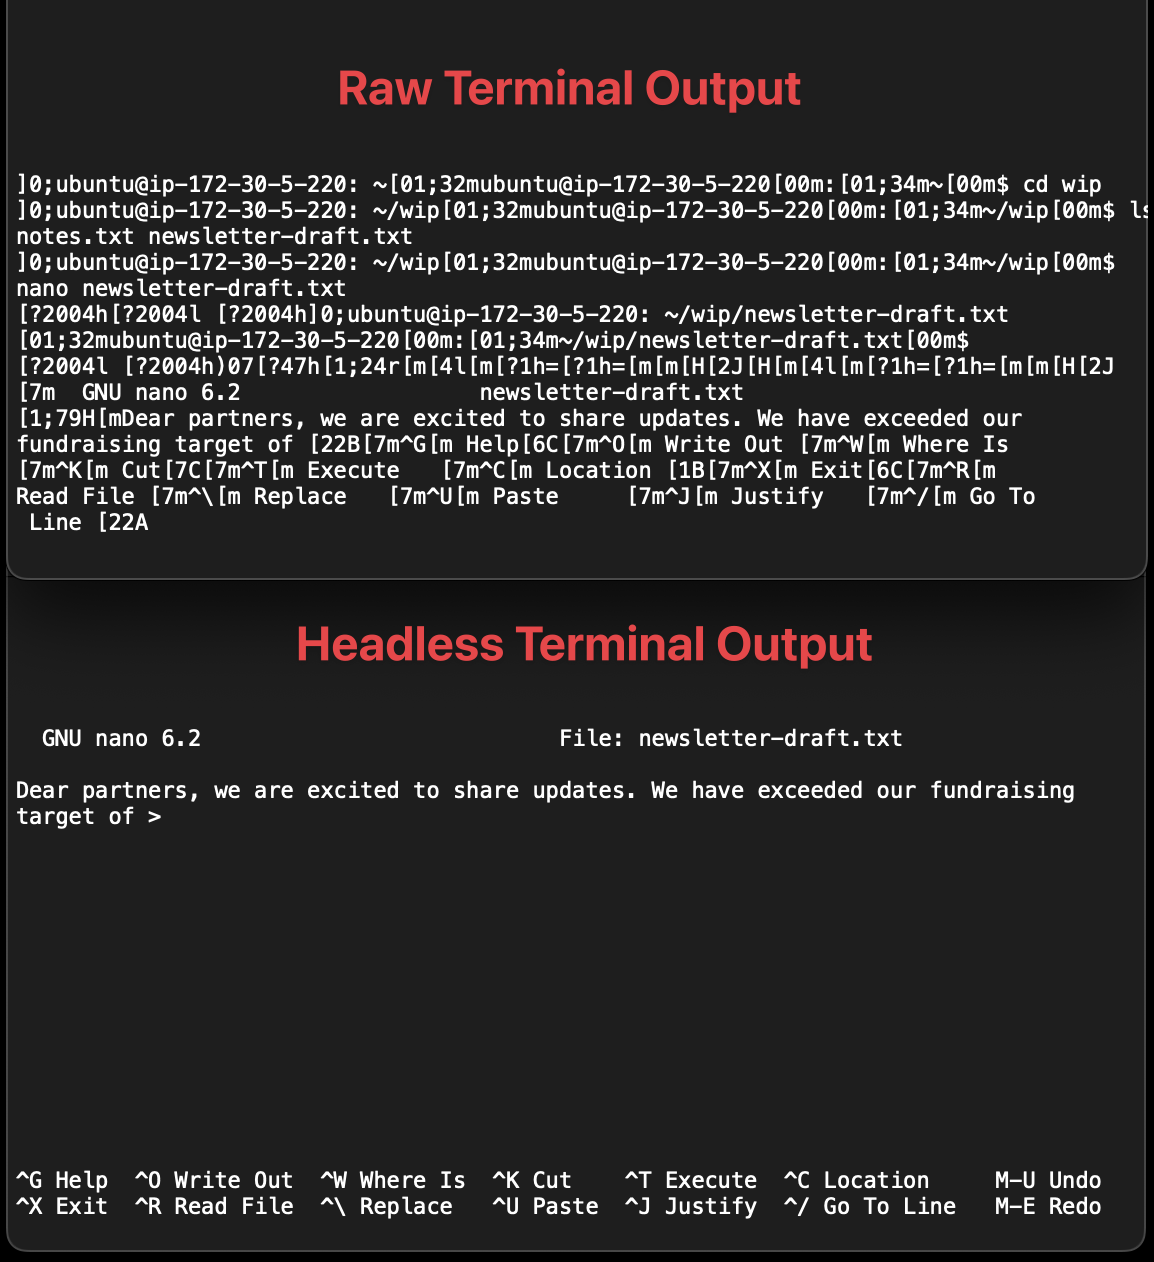 Raw Terminal Output
]0;ubuntu@ip-172-30-5-220: ~[01;32mubuntu@ip-172-30-5-220[00m:[01;34m~[00m$ cd wip
]0;ubuntu@ip-172-30-5-220: ~/wip[01;32mubuntu@ip-172-30-5-220[00m:[01;34m~/wip[00m$ ls
notes.txt newsletter-draft.txt
]0;ubuntu@ip-172-30-5-220: ~/wip[01;32mubuntu@ip-172-30-5-220[00m:[01;34m~/wip[00m$
nano newsletter-draft.txt
[?2004h[?2004l [?2004h]0;ubuntu@ip-172-30-5-220: ~/wip/newsletter-draft.txt
[01;32mubuntu@ip-172-30-5-220[00m:[01;34m~/wip/newsletter-draft.txt[00m$
[?2004l [?2004h)07[?47h[1;24r[m[4l[m[?1h=[?1h=[m[m[H[2J[H[m[4l[m[?1h=[?1h=[m[m[H[2J
[7m  GNU nano 6.2                  newsletter-draft.txt
[1;79H[mDear partners, we are excited to share updates. We have exceeded our
fundraising target of [22B[7m^G[m Help[6C[7m^O[m Write Out [7m^W[m Where Is
[7m^K[m Cut[7C[7m^T[m Execute   [7m^C[m Location [1B[7m^X[m Exit[6C[7m^R[m
Read File [7m^\[m Replace   [7m^U[m Paste     [7m^J[m Justify   [7m^/[m Go To
 Line [22A
Headless Terminal Output
  GNU nano 6.2                           File: newsletter-draft.txt
Dear partners, we are excited to share updates. We have exceeded our fundraising
target of >
^G Help  ^O Write Out  ^W Where Is  ^K Cut    ^T Execute  ^C Location     M-U Undo
^X Exit  ^R Read File  ^\ Replace   ^U Paste  ^J Justify  ^/ Go To Line   M-E Redo